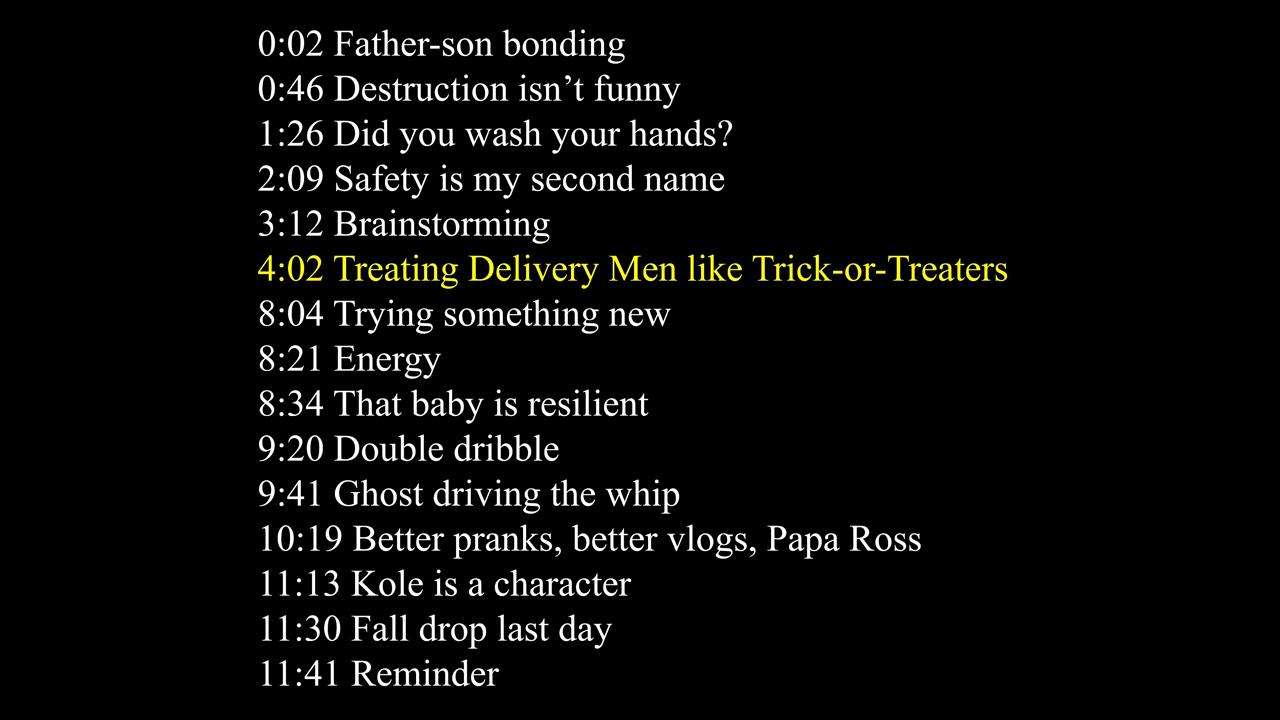 0:02 Father-son bonding
0:46 Destruction isn’t funny
1:26 Did you wash your hands?
2:09 Safety is my second name
3:12 Brainstorming
4:02 Treating Delivery Men like Trick-or-Treaters
8:04 Trying something new
8:21 Energy
8:34 That baby is resilient
9:20 Double dribble
9:41 Ghost driving the whip
10:19 Better pranks, better vlogs, Papa Ross
11:13 Kole is a character
11:30 Fall drop last day
11:41 Reminder